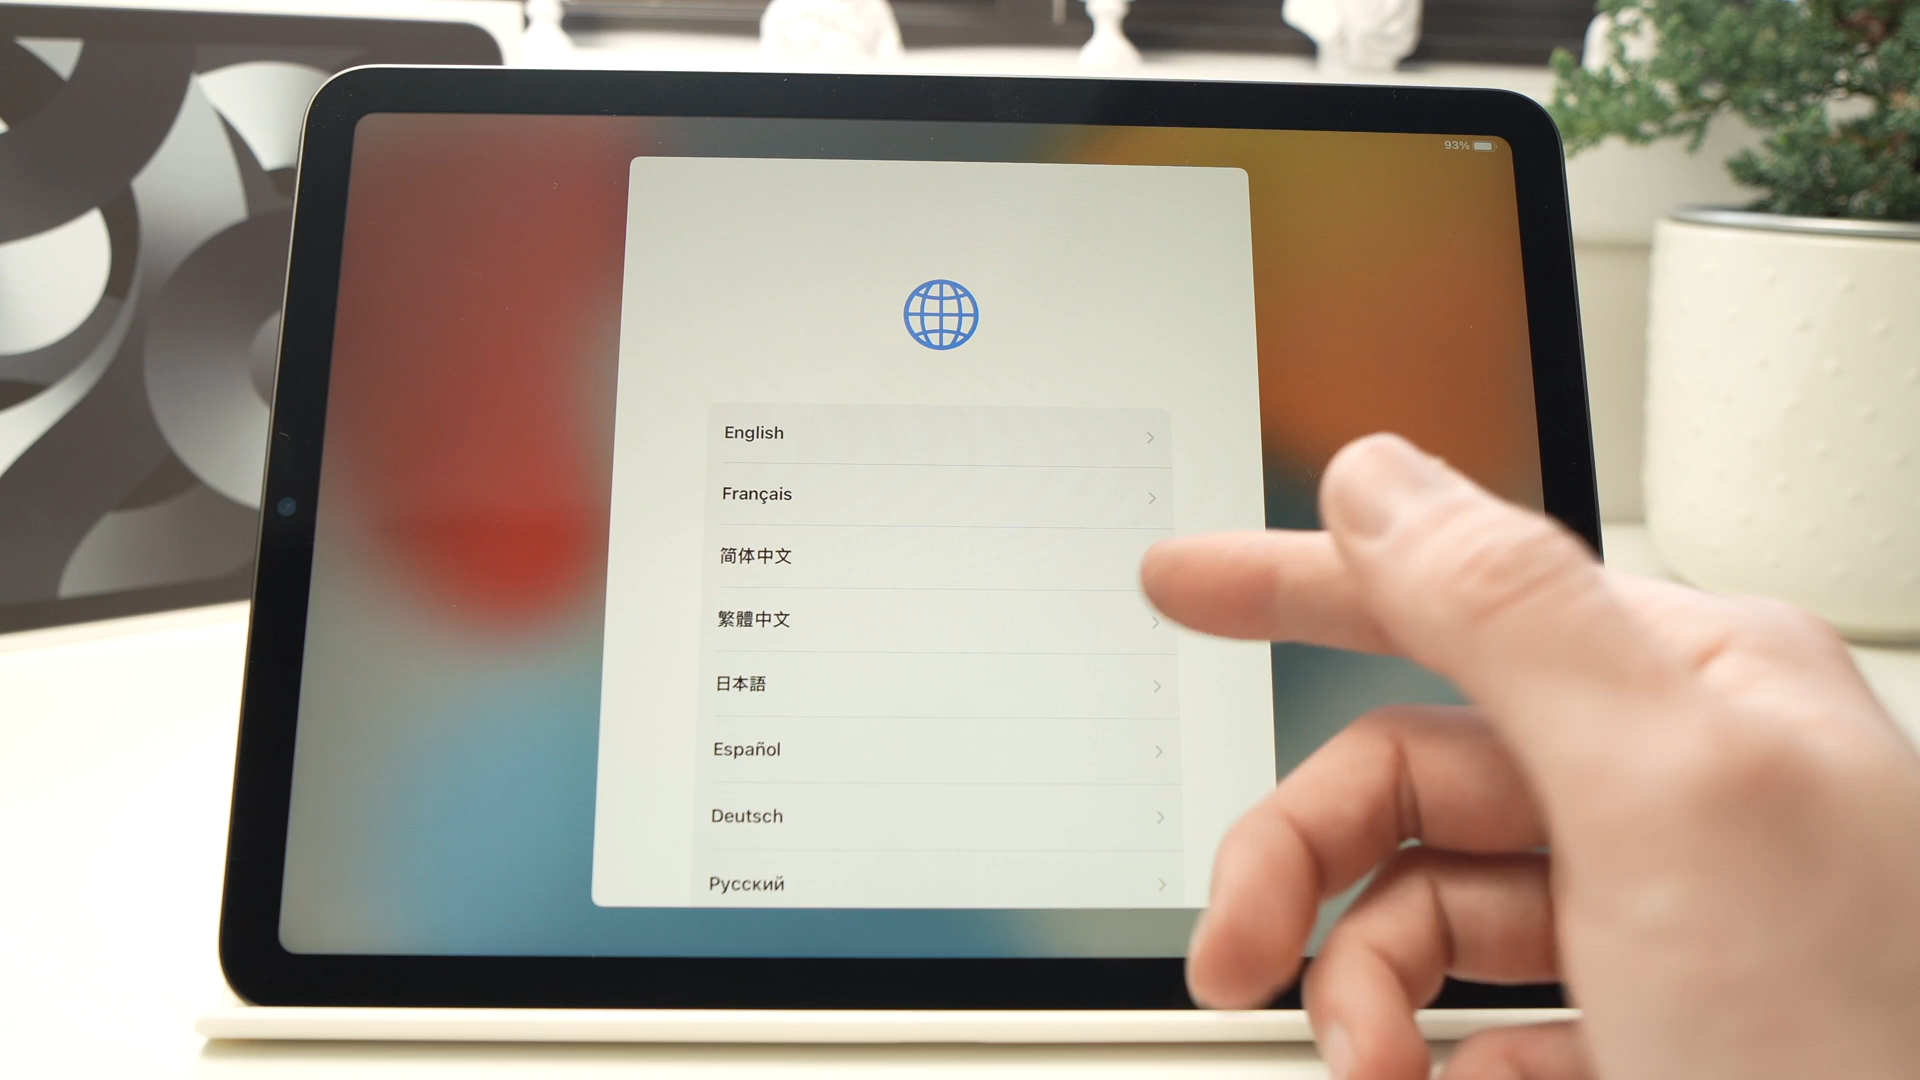 93%
English
Français
简体中文
繁體中文
日本語
Español
Deutsch
Русский